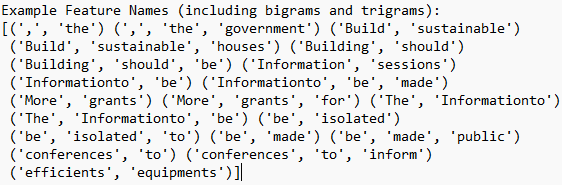 Example Feature Names (including bigrams and trigrams):
[(',', 'the') (',', 'the', 'government') ('Build', 'sustainable')
('Build', 'sustainable', 'houses') ('Building', 'should')
('Building', 'should', 'be') ('Information', 'sessions')
('Informationto', 'be') ('Informationto', 'be', 'made')
('More', 'grants') ('More', 'grants', 'for') ('The', 'Informationto')
('The', 'Informationto', 'be') ('be', 'isolated')
('be', 'isolated', 'to') ('be', 'made') ('be', 'made', 'public')
('conferences', 'to') ('conferences', 'to', 'inform')
('efficients', 'equipments')]